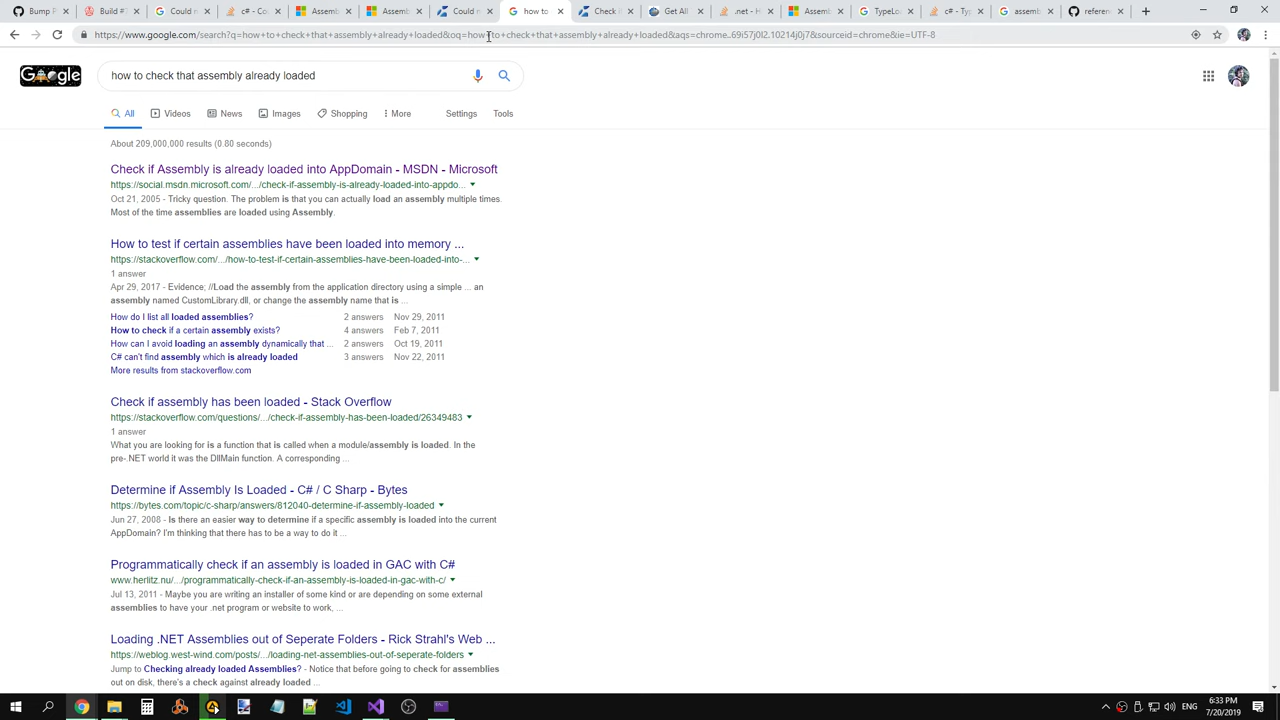 Bump P
Build #
Could n
c# - Co
Assemb
Assemb
Could n
how to
check h
Get All
.net - H
Assemb
TypeLo
c# - Typ
assemb
referen
https://www.google.com/search?q=how+to+check+that+assembly+already+loaded&oq=how+to+check+that+assembly+already+loaded&aqs=chrome..69i57j0l2.10214j0j7&sourceid=chrome&ie=UTF-8
Google
how to check that assembly already loaded
All Videos News Images Shopping More Settings Tools
About 209,000,000 results (0.80 seconds)
Check if Assembly is already loaded into AppDomain - MSDN - Microsoft
https://social.msdn.microsoft.com/.../check-if-assembly-is-already-loaded-into-appdo...
Oct 21, 2005 - Tricky question. The problem is that you can actually load an assembly multiple times.
Most of the time assemblies are loaded using Assembly.
How to test if certain assemblies have been loaded into memory ...
https://stackoverflow.com/.../how-to-test-if-certain-assemblies-have-been-loaded-into-...
1 answer
Apr 29, 2017 - Evidence; //Load the assembly from the application directory using a simple ... an
assembly named CustomLibrary.dll, or change the assembly name that is ...
How do I list all loaded assemblies? 2 answers Nov 29, 2011
How to check if a certain assembly exists? 4 answers Feb 7, 2011
How can I avoid loading an assembly dynamically that ... 2 answers Oct 19, 2011
C# can't find assembly which is already loaded 3 answers Nov 22, 2011
More results from stackoverflow.com
Check if assembly has been loaded - Stack Overflow
https://stackoverflow.com/questions/.../check-if-assembly-has-been-loaded/26349483
1 answer
What you are looking for is a function that is called when a module/assembly is loaded. In the
pre-.NET world it was the DllMain function. A corresponding ...
Determine if Assembly Is Loaded - C# / C Sharp - Bytes
https://bytes.com/topic/c-sharp/answers/812040-determine-if-assembly-loaded
Jun 27, 2008 - Is there an easier way to determine if a specific assembly is loaded into the current
AppDomain? I'm thinking that there has to be a way to do it ...
Programmatically check if an assembly is loaded in GAC with C#
www.herlitz.nu/.../programmatically-check-if-an-assembly-is-loaded-in-gac-with-c/
Jul 13, 2011 - Maybe you are writing an installer of some kind or are depending on some external
assemblies to have your .net program or website to work, ...
Loading .NET Assemblies out of Seperate Folders - Rick Strahl's Web ...
https://weblog.west-wind.com/posts/.../loading-net-assemblies-out-of-seperate-folders
Jump to Checking already loaded Assemblies? - Notice that before going to check for assemblies
out on disk, there's a check against already loaded ...
ENG
6:33 PM
7/20/2019